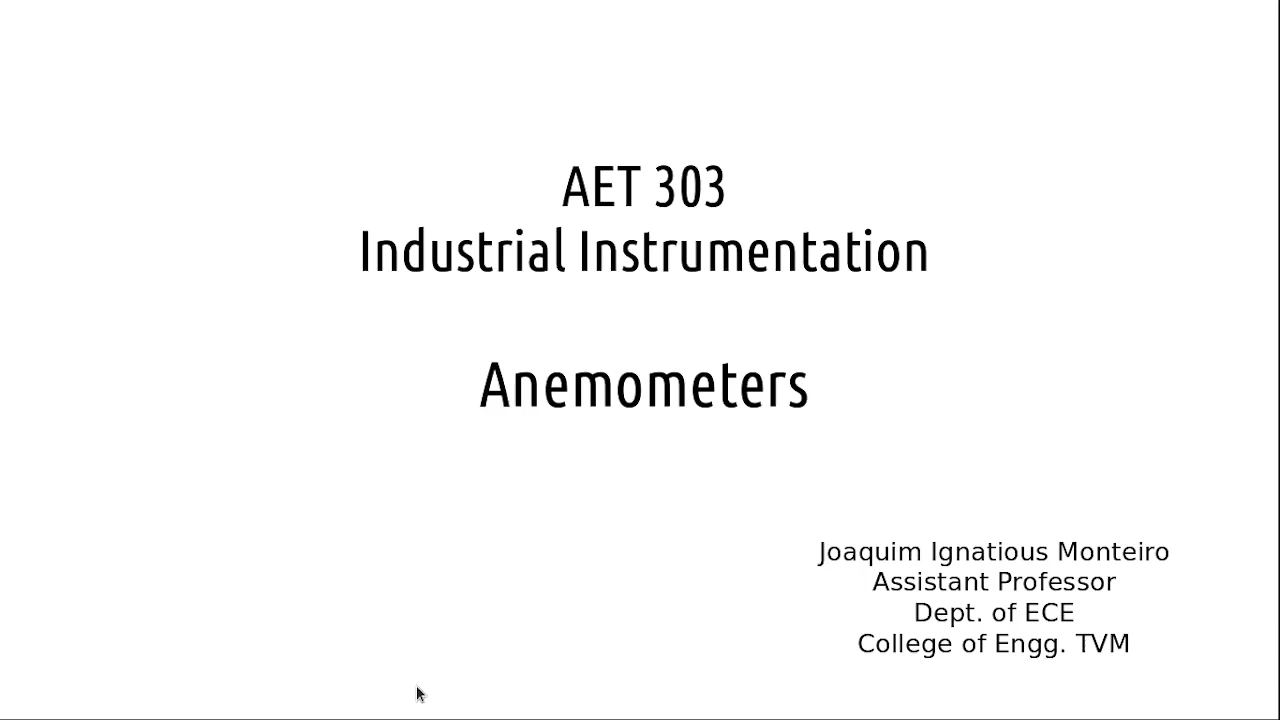 AET 303
Industrial Instrumentation
Anemometers
Joaquim Ignatious Monteiro
Assistant Professor
Dept. of ECE
College of Engg. TVM